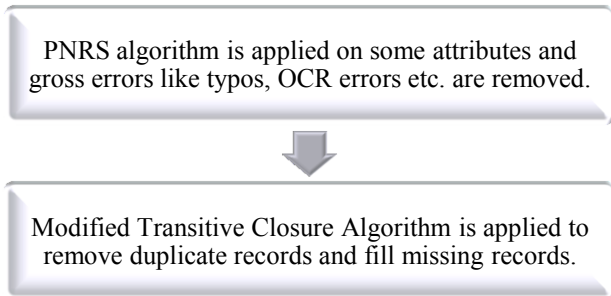 PNRS algorithm is applied on some attributes and
gross errors like typos, OCR errors etc. are removed.
Modified Transitive Closure Algorithm is applied to
remove duplicate records and fill missing records.